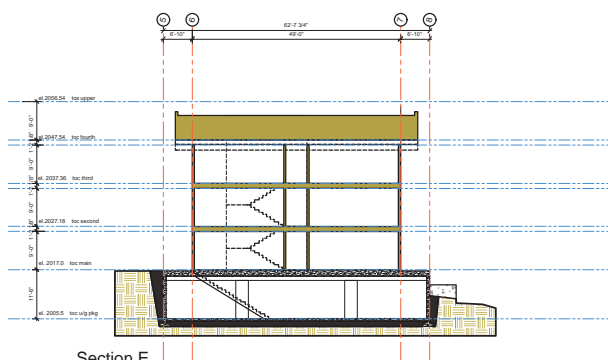 5 6 7 8
62'-7 3/4"
6'-10" 49'-0" 6'-10"
el.2056.54 tos upper
9'-0"
el.2047.54 toc fourth
9'-0"
el. 2037.36 toc third
9'-0"
el.2027.18 toc second
9'-0"
el. 2017.0 toc main
11'-6"
el. 2005.5 toc u/g pkg
Section E